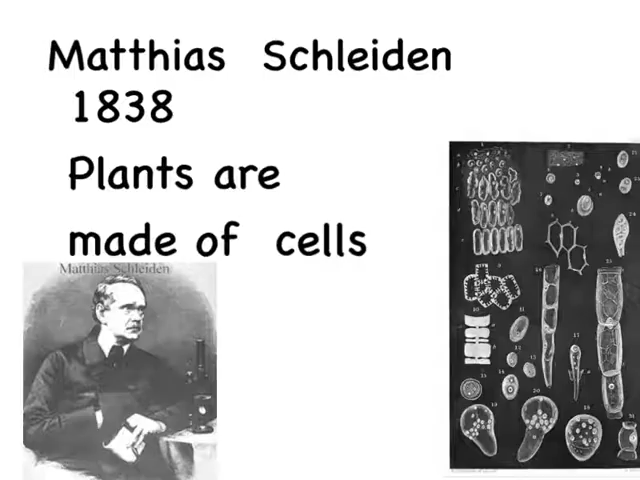 Matthias Schleiden
1838
Plants are
made of cells
Matthias Schleiden